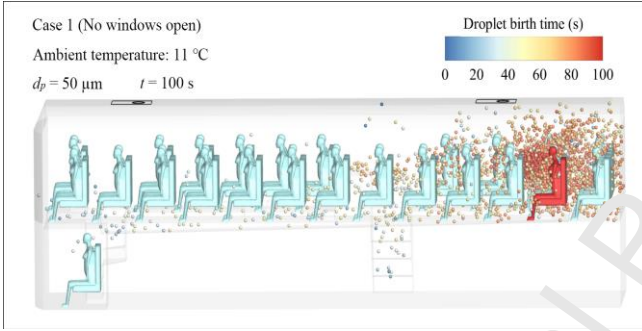 Case 1 (No windows open)
Ambient temperature: 11 °C
dₚ = 50 μm t = 100 s
Droplet birth time (s)
0 20 40 60 80 100